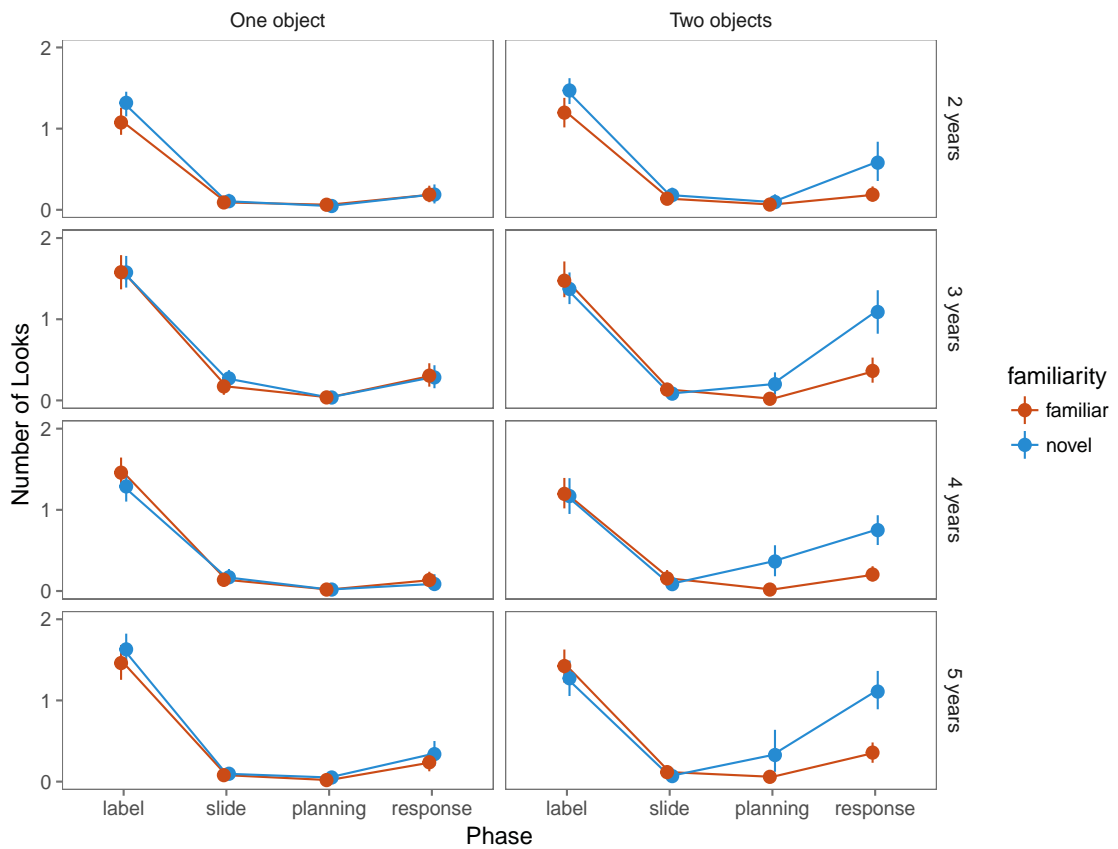 One object
Two objects
2
1
0
2 years
2
1
0
3 years
2
1
0
4 years
2
1
0
5 years
Number of Looks
familiarity
familiar
novel
label
slide
planning
response
label
slide
planning
response
Phase